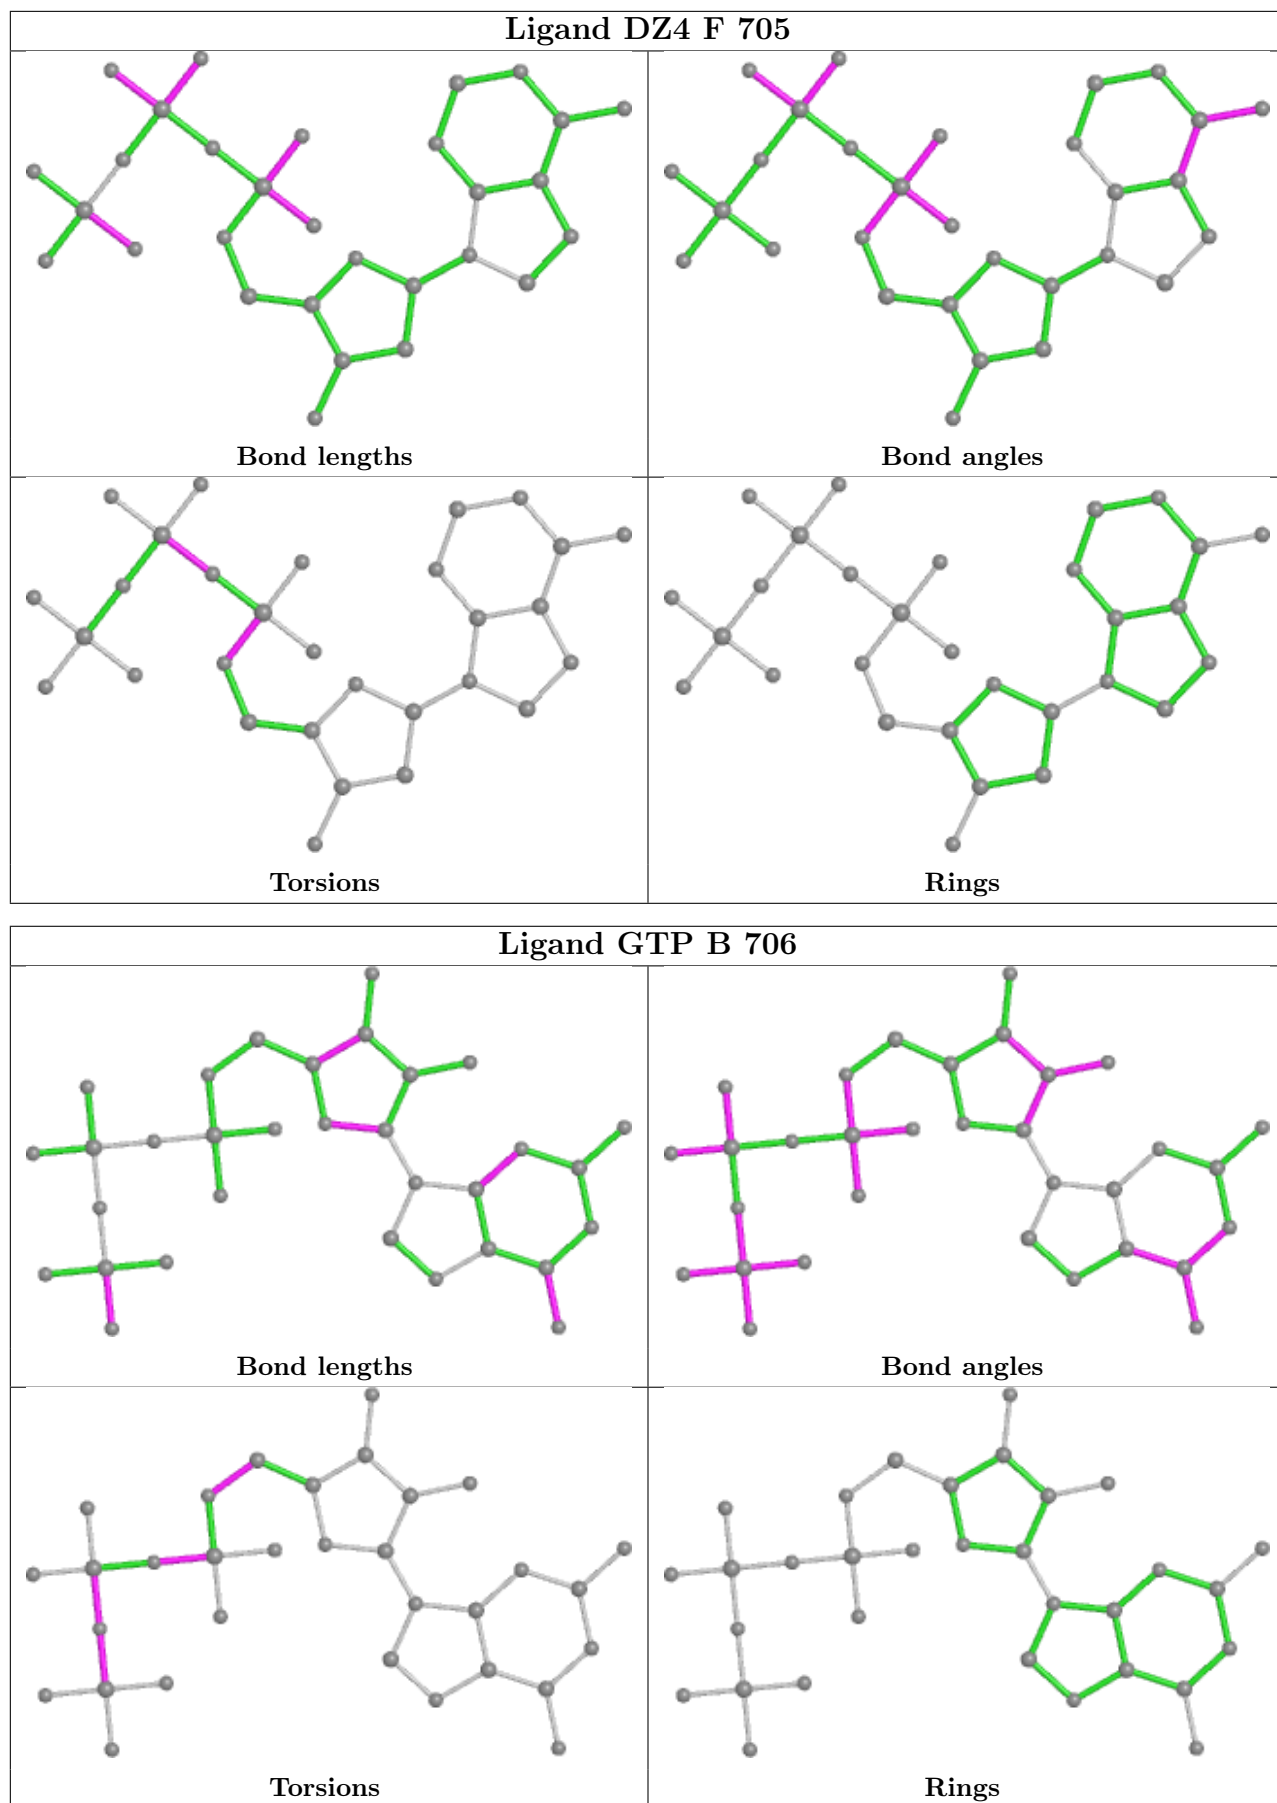 Ligand DZ4 F 705
Bond lengths
Bond angles
Torsions
Rings
Ligand GTP B 706
Bond lengths
Bond angles
Torsions
Rings